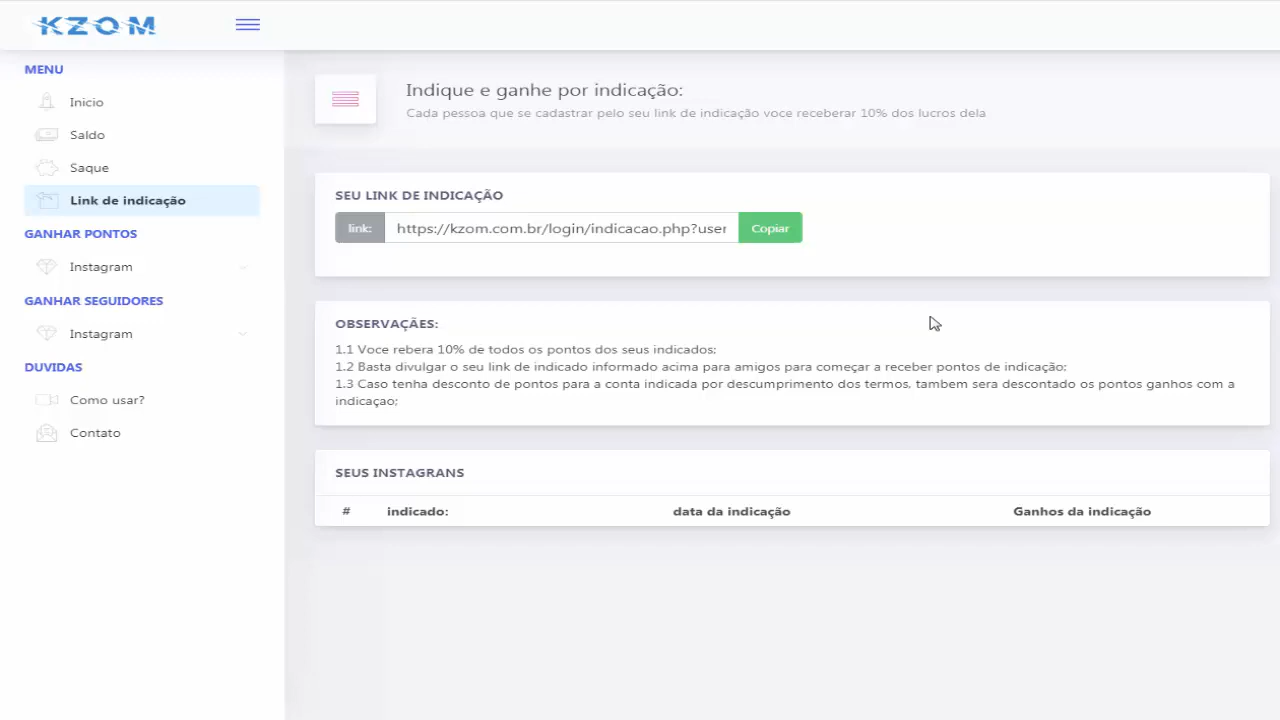 KZOM
MENU
Inicio
Saldo
Saque
Link de indicação
GANHAR PONTOS
Instagram
GANHAR SEGUIDORES
Instagram
DUVIDAS
Como usar?
Contato
Indique e ganhe por indicação:
Cada pessoa que se cadastrar pelo seu link de indicação voce receberar 10% dos lucros dela
SEU LINK DE INDICAÇÃO
link: https://kzom.com.br/login/indicacao.php?user Copiar
OBSERVAÇÃES:
1.1 Voce rebera 10% de todos os pontos dos seus indicados;
1.2 Basta divulgar o seu link de indicado informado acima para amigos para começar a receber pontos de indicação;
1.3 Caso tenha desconto de pontos para a conta indicada por descumprimento dos termos, tambem sera descontado os pontos ganhos com a
indicaçao;
SEUS INSTAGRANS
# indicado: data da indicação Ganhos da indicação